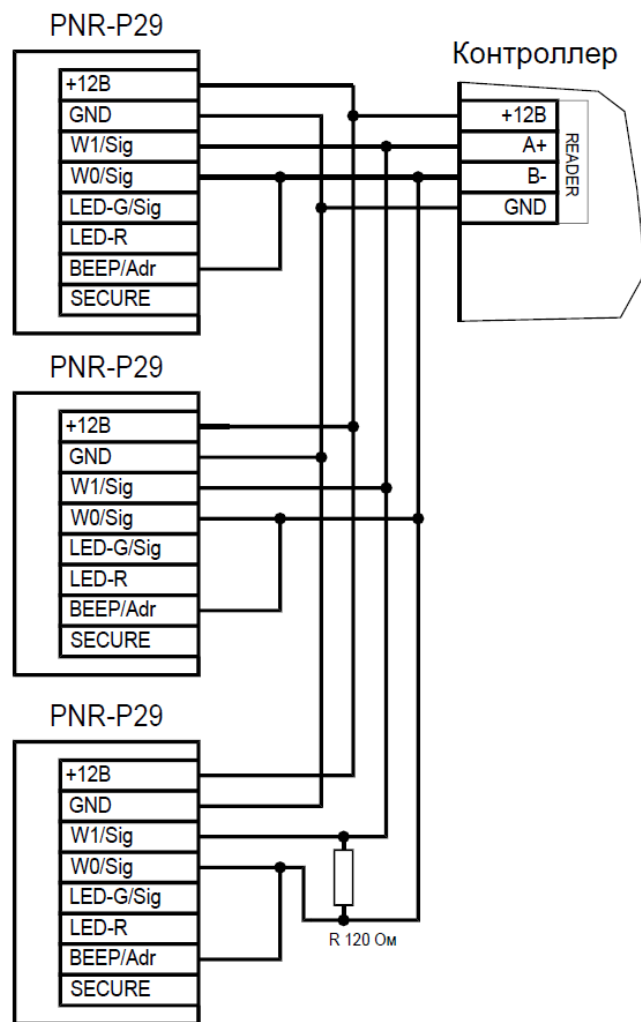 PNR-P29
+12В
GND
W1/Sig
W0/Sig
LED-G/Sig
LED-R
BEEP/Adr
SECURE
Контроллер
+12В
A+
B-
GND
READER
PNR-P29
+12В
GND
W1/Sig
W0/Sig
LED-G/Sig
LED-R
BEEP/Adr
SECURE
PNR-P29
+12В
GND
W1/Sig
W0/Sig
LED-G/Sig
LED-R
BEEP/Adr
SECURE
R 120 Ом